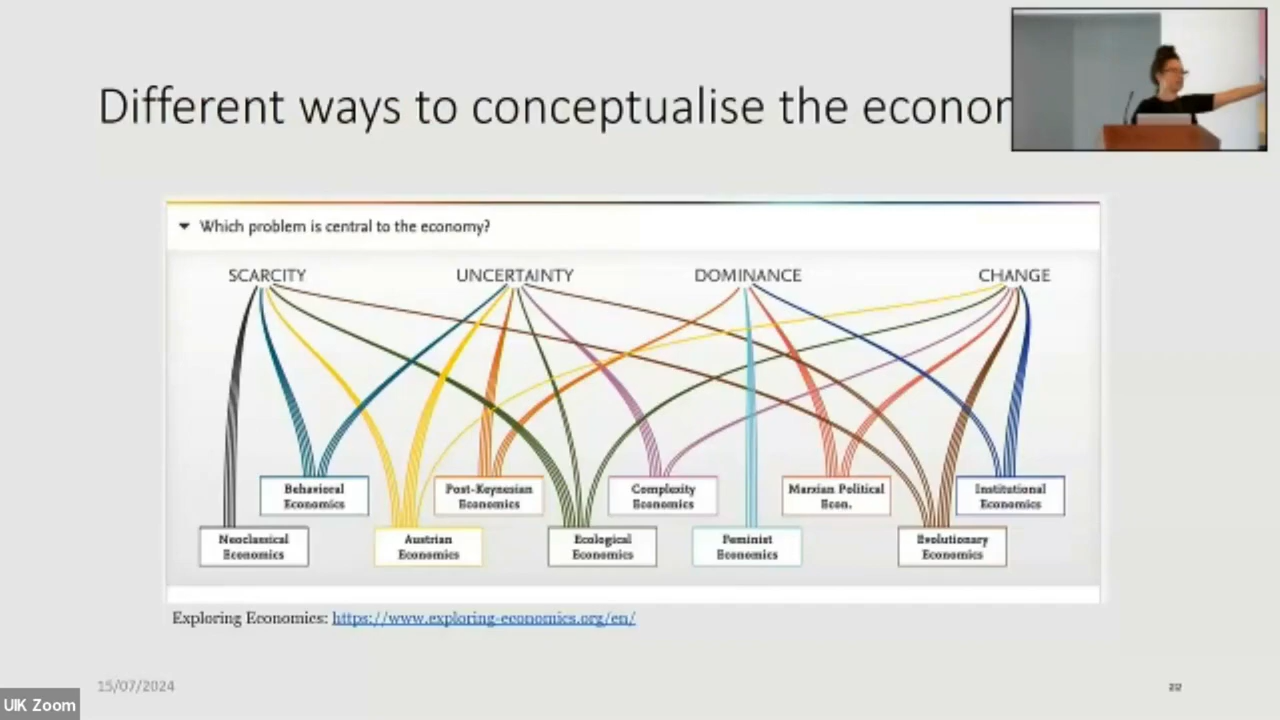 Different ways to conceptualise the econor
Which problem is central to the economy?
SCARCITY
UNCERTAINTY
DOMINANCE
CHANGE
Behavioral
Economics
Post-Keynesian
Economics
Complexity
Economics
Marxian Political
Econ.
Institutional
Economics
Neoclassical
Economics
Austrian
Economics
Ecological
Economics
Feminist
Economics
Evolutionary
Economics
Exploring Economics: https://www.exploring-economics.org/en/
15/07/2024
22
UIK Zoom